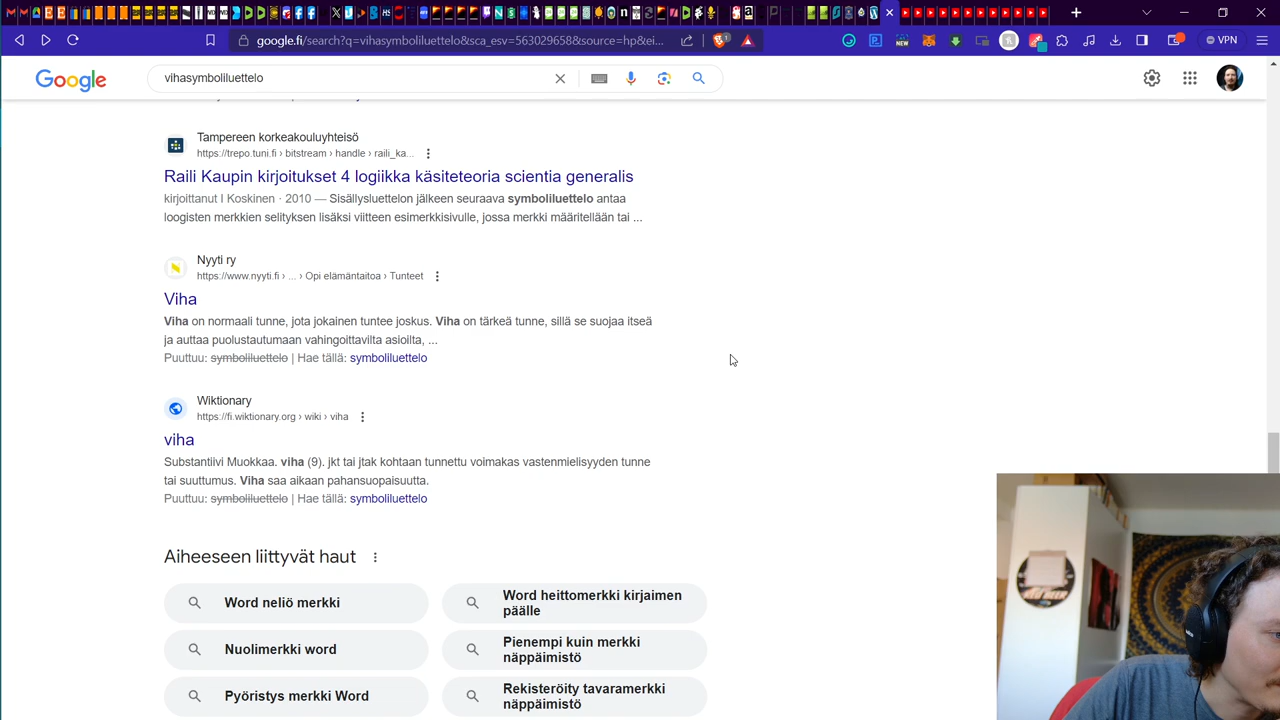 google.fi/search?q=vihasymboliluettelo&sca_esv=563029658&source=hp&ei...
VPN
Google
vihasymboliluettelo
Tampereen korkeakouluyhteisö
https://trepo.tuni.fi › bitstream › handle › raili_ka...
Raili Kaupin kirjoitukset 4 logiikka käsiteteoria scientia generalis
kirjoittanut I Koskinen · 2010 — Sisällysluettelon jälkeen seuraava symboliluettelo antaa
loogisten merkkien selityksen lisäksi viitteen esimerkkisivulle, jossa merkki määritellään tai ...
Nyyti ry
https://www.nyyti.fi › ... › Opi elämäntaitoa › Tunteet
Viha
Viha on normaali tunne, jota jokainen tuntee joskus. Viha on tärkeä tunne, sillä se suojaa itseä
ja auttaa puolustautumaan vahingoittavilta asioilta, ...
Puuttuu: symboliluettelo | Hae tällä: symboliluettelo
Wiktionary
https://fi.wiktionary.org › wiki › viha
viha
Substantiivi Muokkaa. viha (9). jkt tai jtak kohtaan tunnettu voimakas vastenmielisyyden tunne
tai suuttumus. Viha saa aikaan pahansuopaisuutta.
Puuttuu: symboliluettelo | Hae tällä: symboliluettelo
Aiheeseen liittyvät haut
Word neliö merkki
Word heittomerkki kirjaimen
päälle
Nuolimerkki word
Pienempi kuin merkki
näppäimistö
Pyöristys merkki Word
Rekisteröity tavaramerkki
näppäimistö